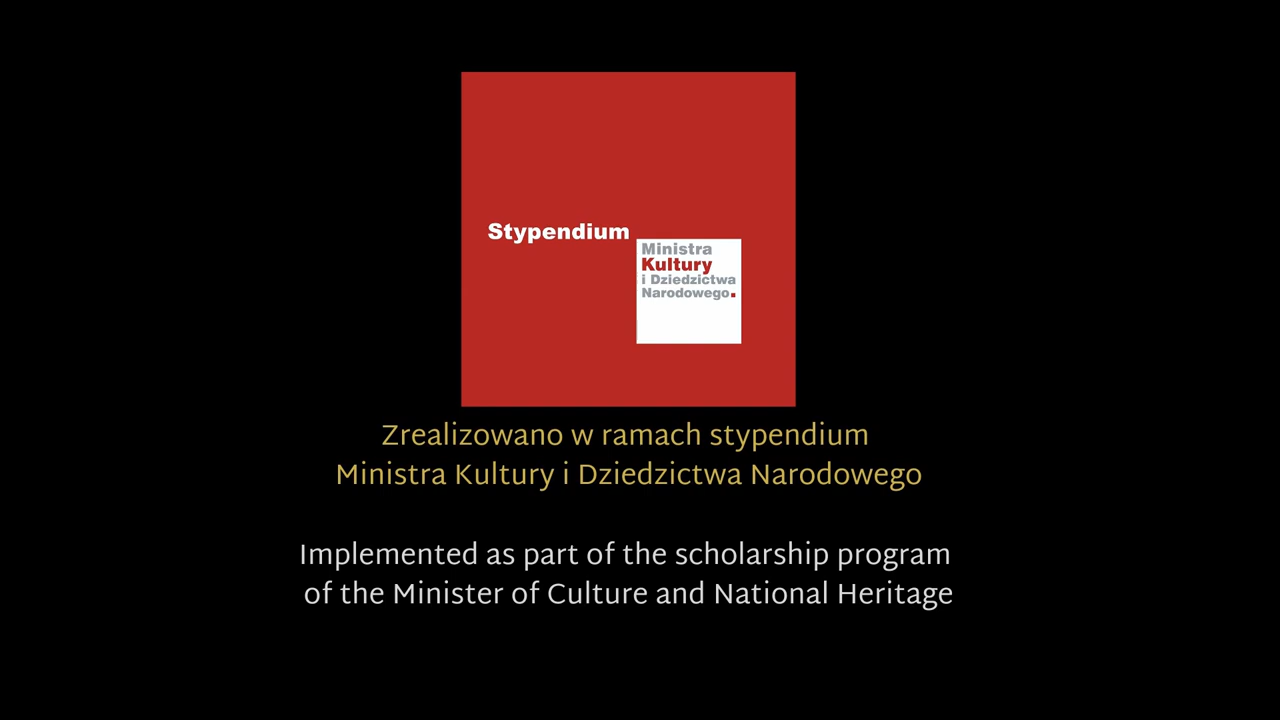 Stypendium
Ministra
Kultury
i Dziedzictwa
Narodowego.
Zrealizowano w ramach stypendium
Ministra Kultury i Dziedzictwa Narodowego
Implemented as part of the scholarship program
of the Minister of Culture and National Heritage